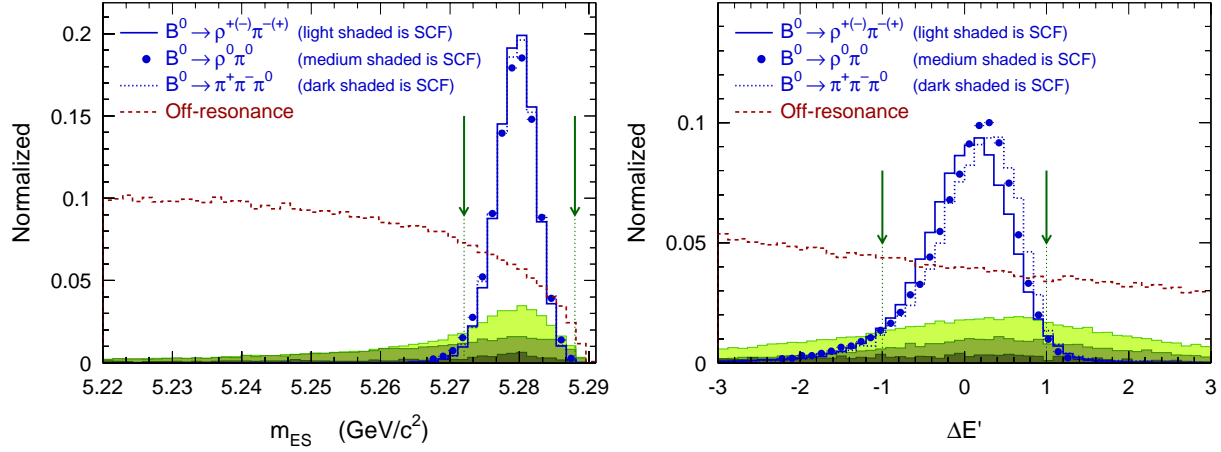 B⁰→ρ⁺⁽⁻⁾π⁻⁽⁺⁾ (light shaded is SCF)
B⁰→ρ⁰π⁰ (medium shaded is SCF)
B⁰→π⁺π⁻π⁰ (dark shaded is SCF)
Off-resonance
Normalized
0.2
0.15
0.1
0.05
0
5.22 5.23 5.24 5.25 5.26 5.27 5.28 5.29
m_ES (GeV/c²)
B⁰→ρ⁺⁽⁻⁾π⁻⁽⁺⁾ (light shaded is SCF)
B⁰→ρ⁰π⁰ (medium shaded is SCF)
B⁰→π⁺π⁻π⁰ (dark shaded is SCF)
Off-resonance
Normalized
0.1
0.05
0
-3 -2 -1 0 1 2 3
ΔE'